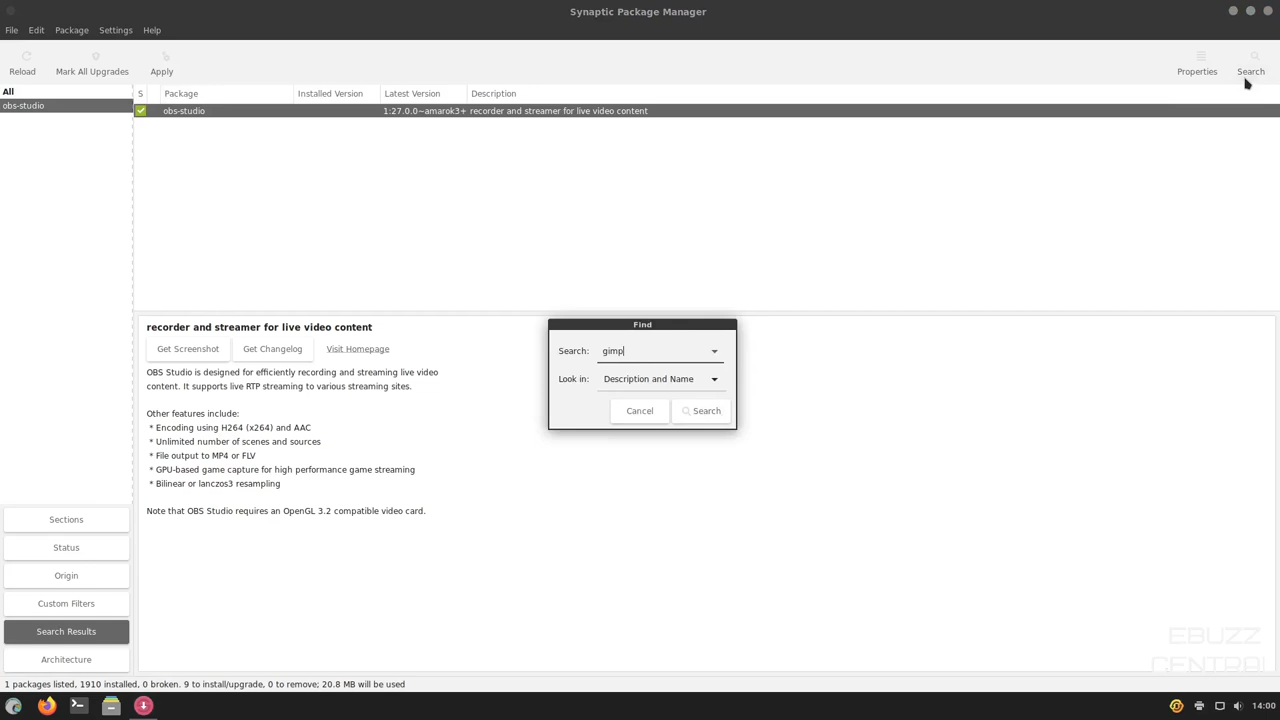 Synaptic Package Manager
File Edit Package Settings Help
Reload Mark All Upgrades Apply Properties Search
All
obs-studio
S Package Installed Version Latest Version Description
obs-studio 1:27.0.0~amarok3+ recorder and streamer for live video content
recorder and streamer for live video content
Get Screenshot Get Changelog Visit Homepage
OBS Studio is designed for efficiently recording and streaming live video
content. It supports live RTP streaming to various streaming sites.
Other features include:
* Encoding using H264 (x264) and AAC
* Unlimited number of scenes and sources
* File output to MP4 or FLV
* GPU-based game capture for high performance game streaming
* Bilinear or lanczos3 resampling
Note that OBS Studio requires an OpenGL 3.2 compatible video card.
Find
Search: gimp
Look in: Description and Name
Cancel Search
Sections
Status
Origin
Custom Filters
Search Results
Architecture
EBUZZ
CENTRAL
1 packages listed, 1910 installed, 0 broken. 9 to install/upgrade, 0 to remove; 20.8 MB will be used
14:00